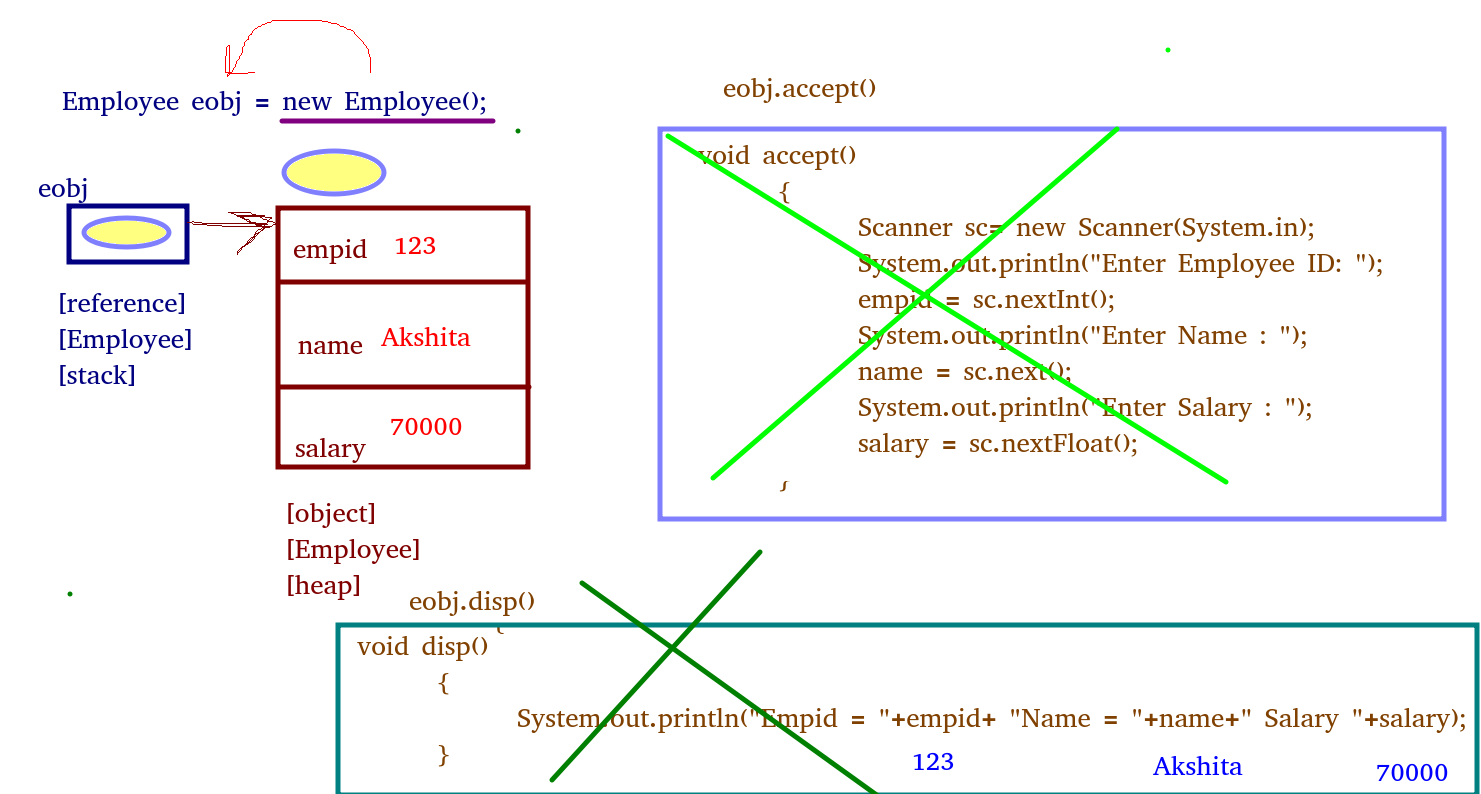 Employee eobj = new Employee();
eobj
empid 123
name Akshita
salary 70000
[reference]
[Employee]
[stack]
[object]
[Employee]
[heap]
eobj.accept()
void accept()
{
Scanner sc= new Scanner(System.in);
System.out.println("Enter Employee ID: ");
empid = sc.nextInt();
System.out.println("Enter Name : ");
name = sc.next();
System.out.println("Enter Salary : ");
salary = sc.nextFloat();
eobj.disp()
void disp()
{
System.out.println("Empid = "+empid+ "Name = "+name+" Salary "+salary);
}
123 Akshita 70000